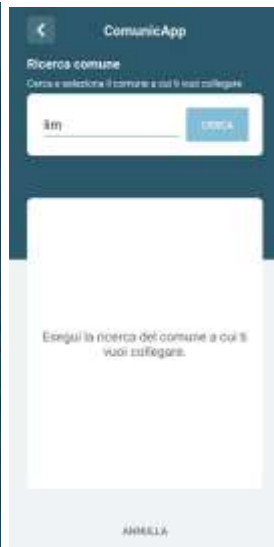 ComunicApp
Ricerca comune
Cerca e seleziona il comune a cui ti vuoi collegare
lim
CERCA
Esegui la ricerca del comune a cui ti
vuoi collegare.
ANNULLA